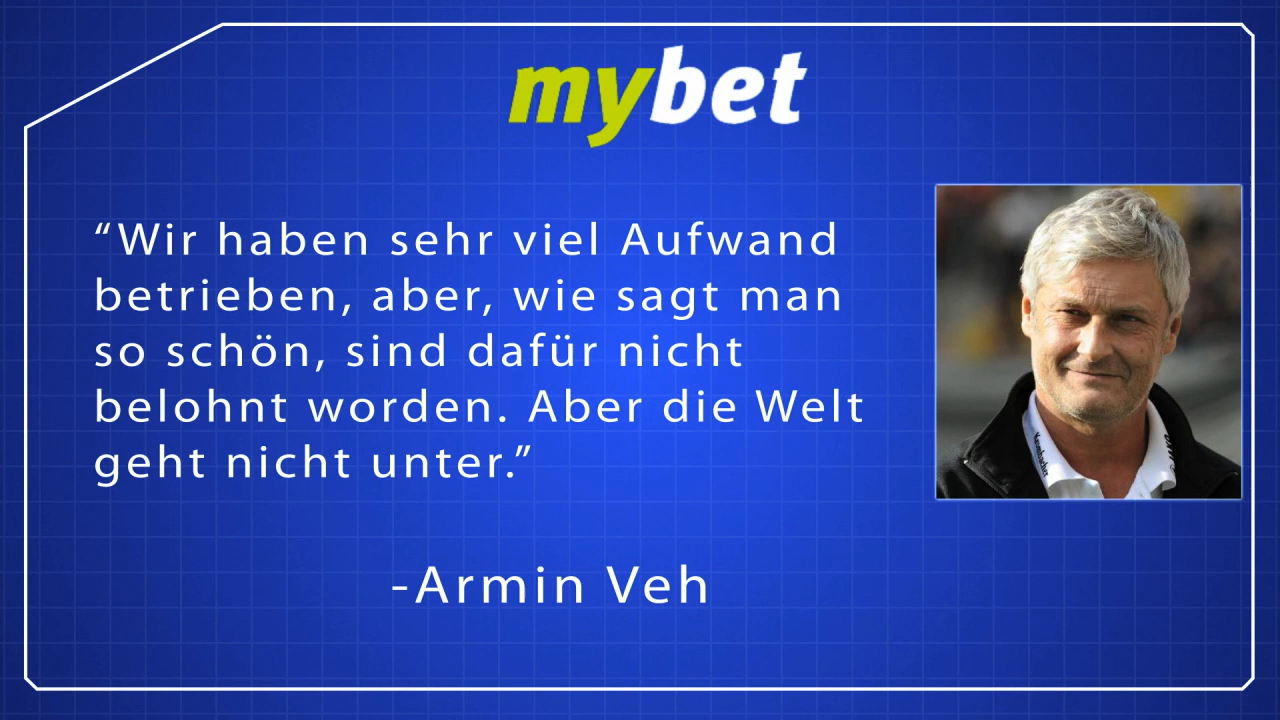 mybet
“Wir haben sehr viel Aufwand
betrieben, aber, wie sagt man
so schön, sind dafür nicht
belohnt worden. Aber die Welt
geht nicht unter.”
-Armin Veh
Krombacher